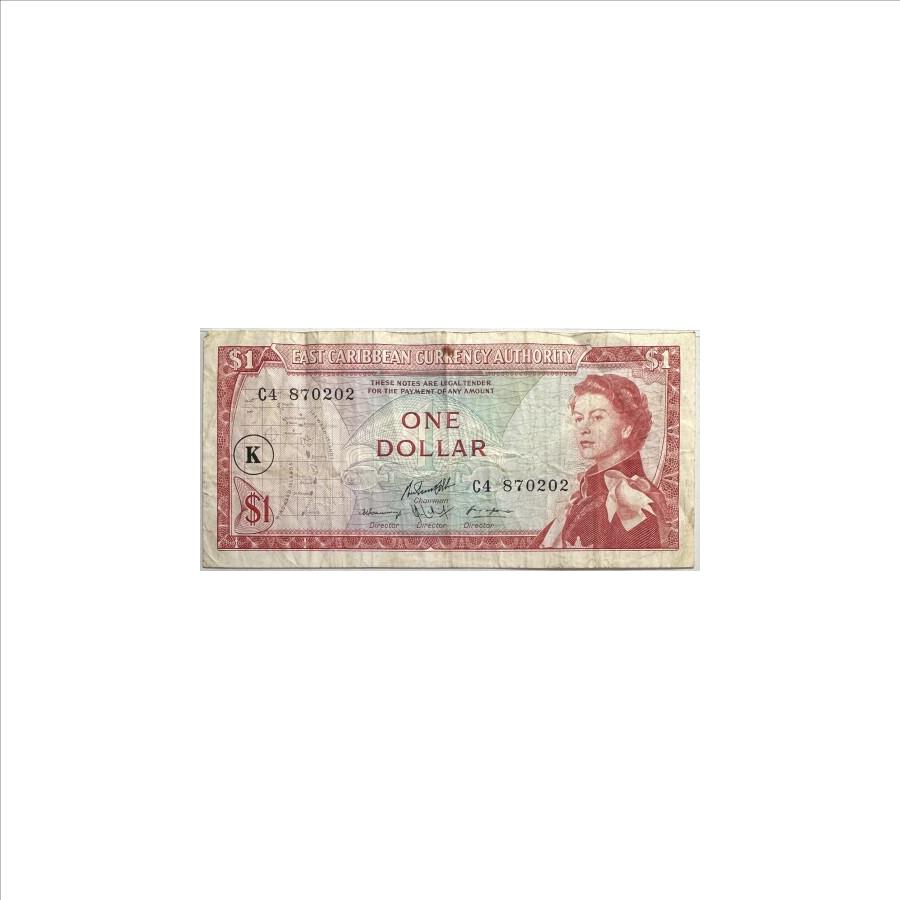 $1 EAST CARIBBEAN CURRENCY AUTHORITY $1
THESE NOTES ARE LEGAL TENDER
FOR THE PAYMENT OF ANY AMOUNT
C4 870202
ONE
DOLLAR
K
C4 870202
Chairman
$1
Director Director Director